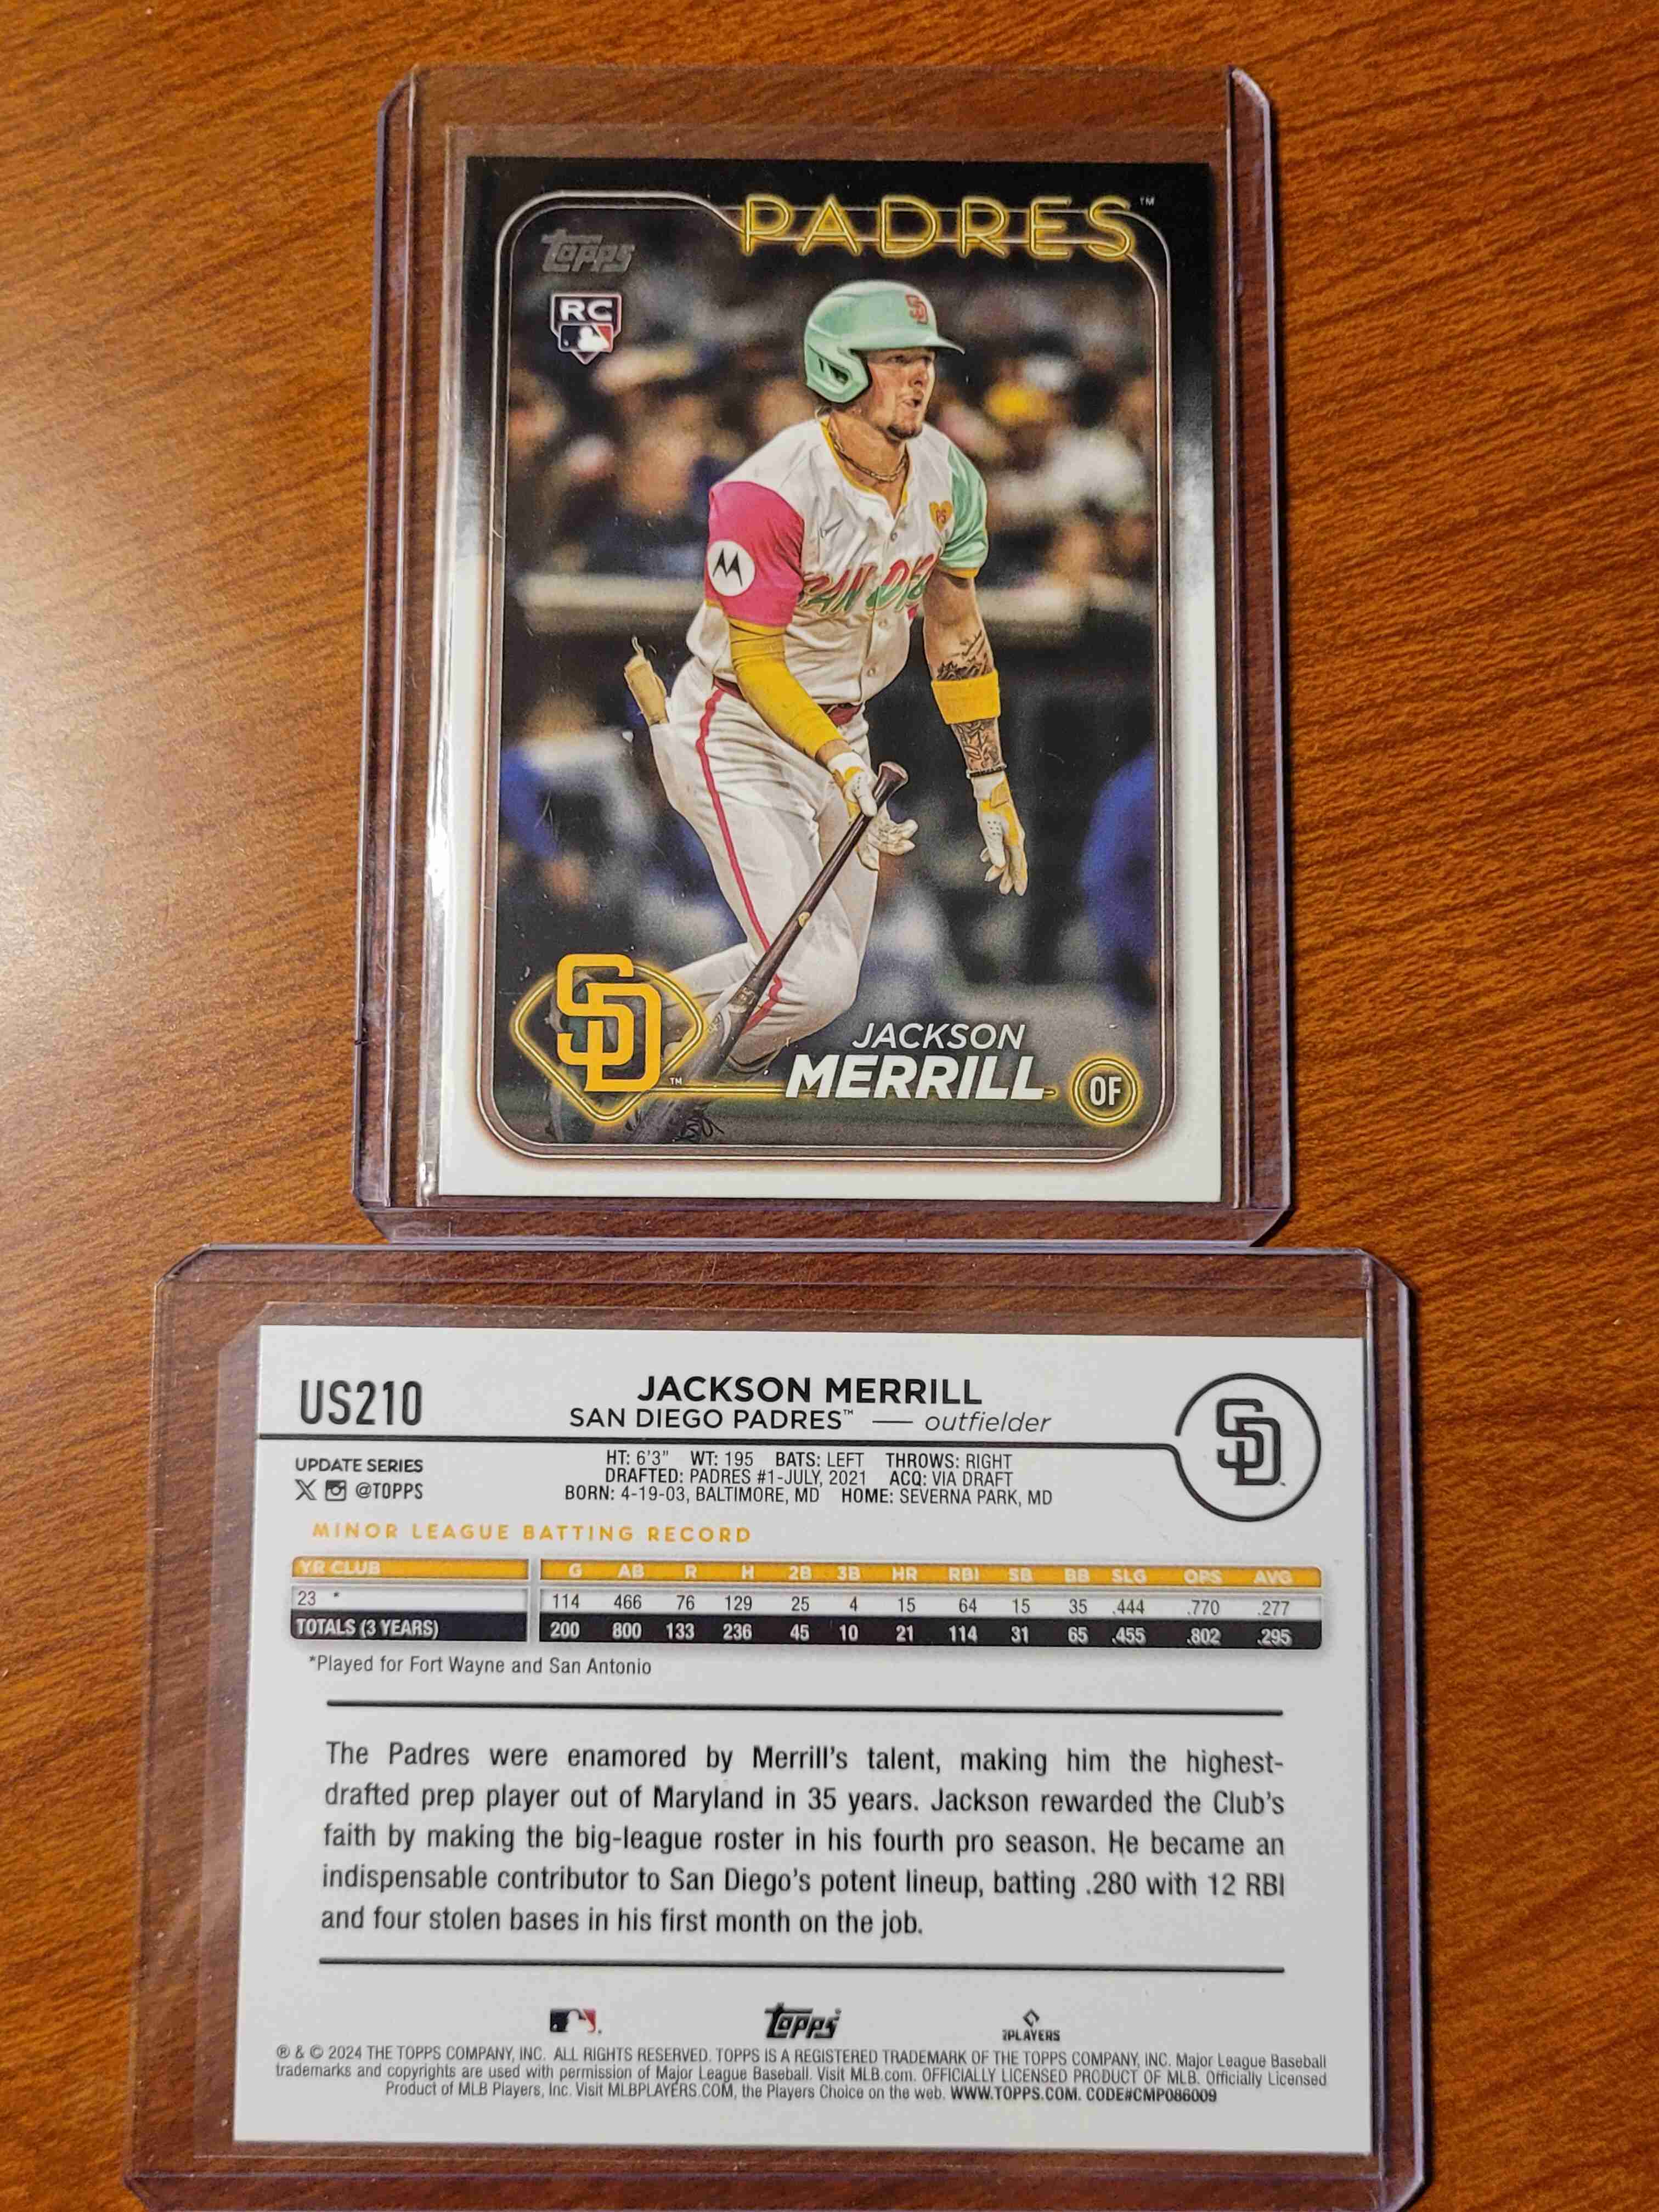 PADRES™
Topps
RC
SD
SAN DIE
SD™
JACKSON
MERRILL
OF
US210
JACKSON MERRILL
SAN DIEGO PADRES™ — outfielder
SD
UPDATE SERIES
@TOPPS
HT: 6'3" WT: 195 BATS: LEFT THROWS: RIGHT
DRAFTED: PADRES #1-JULY, 2021 ACQ: VIA DRAFT
BORN: 4-19-03, BALTIMORE, MD HOME: SEVERNA PARK, MD
MINOR LEAGUE BATTING RECORD
YR CLUB G AB R H 2B 3B HR RBI SB BB SLG OPS AVG
23 * 114 466 76 129 25 4 15 64 15 35 .444 .770 .277
TOTALS (3 YEARS) 200 800 133 236 45 10 21 114 31 65 .455 .802 .295
*Played for Fort Wayne and San Antonio
The Padres were enamored by Merrill's talent, making him the highest-
drafted prep player out of Maryland in 35 years. Jackson rewarded the Club's
faith by making the big-league roster in his fourth pro season. He became an
indispensable contributor to San Diego's potent lineup, batting .280 with 12 RBI
and four stolen bases in his first month on the job.
Topps
PLAYERS
® & © 2024 THE TOPPS COMPANY, INC. ALL RIGHTS RESERVED. TOPPS IS A REGISTERED TRADEMARK OF THE TOPPS COMPANY, INC. Major League Baseball
trademarks and copyrights are used with permission of Major League Baseball. Visit MLB.com. OFFICIALLY LICENSED PRODUCT OF MLB. Officially Licensed
Product of MLB Players, Inc. Visit MLBPLAYERS.COM, the Players Choice on the web. WWW.TOPPS.COM. CODE#CMP086009